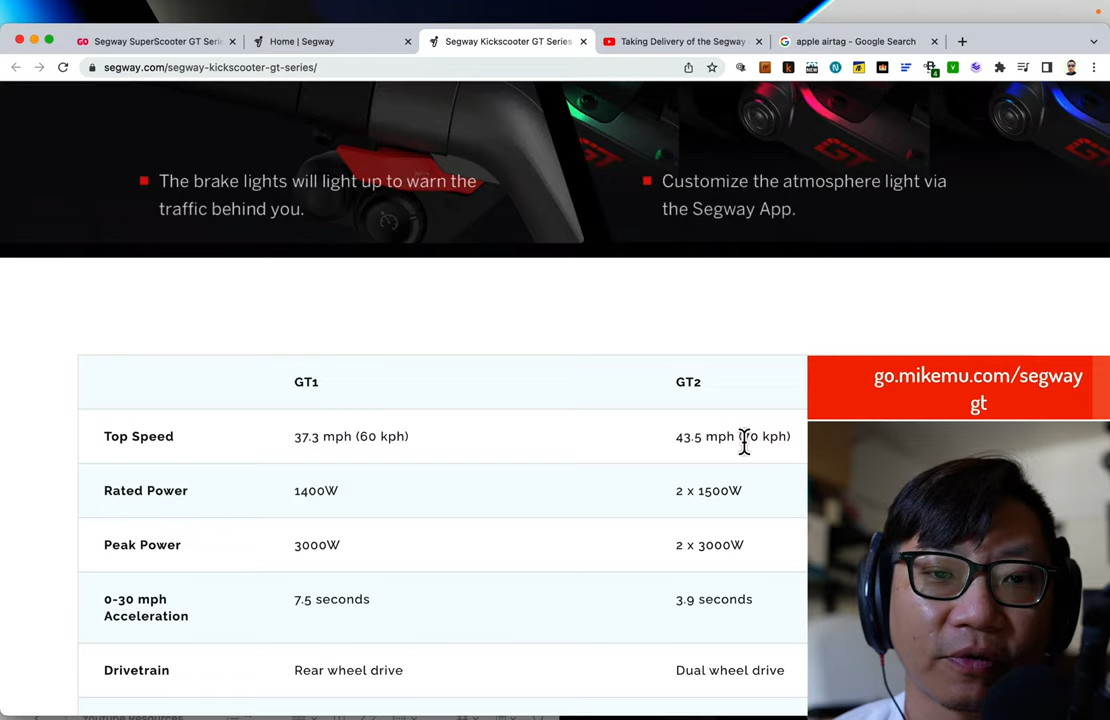 Segway SuperScooter GT Seri
Home | Segway
Segway Kickscooter GT Series
Taking Delivery of the Segway
apple airtag - Google Search
segway.com/segway-kickscooter-gt-series/
The brake lights will light up to warn the
traffic behind you.
Customize the atmosphere light via
the Segway App.
GT
GT1
GT2
go.mikemu.com/segway
gt
Top Speed
37.3 mph (60 kph)
43.5 mph (70 kph)
Rated Power
1400W
2 x 1500W
Peak Power
3000W
2 x 3000W
0-30 mph
Acceleration
7.5 seconds
3.9 seconds
Drivetrain
Rear wheel drive
Dual wheel drive